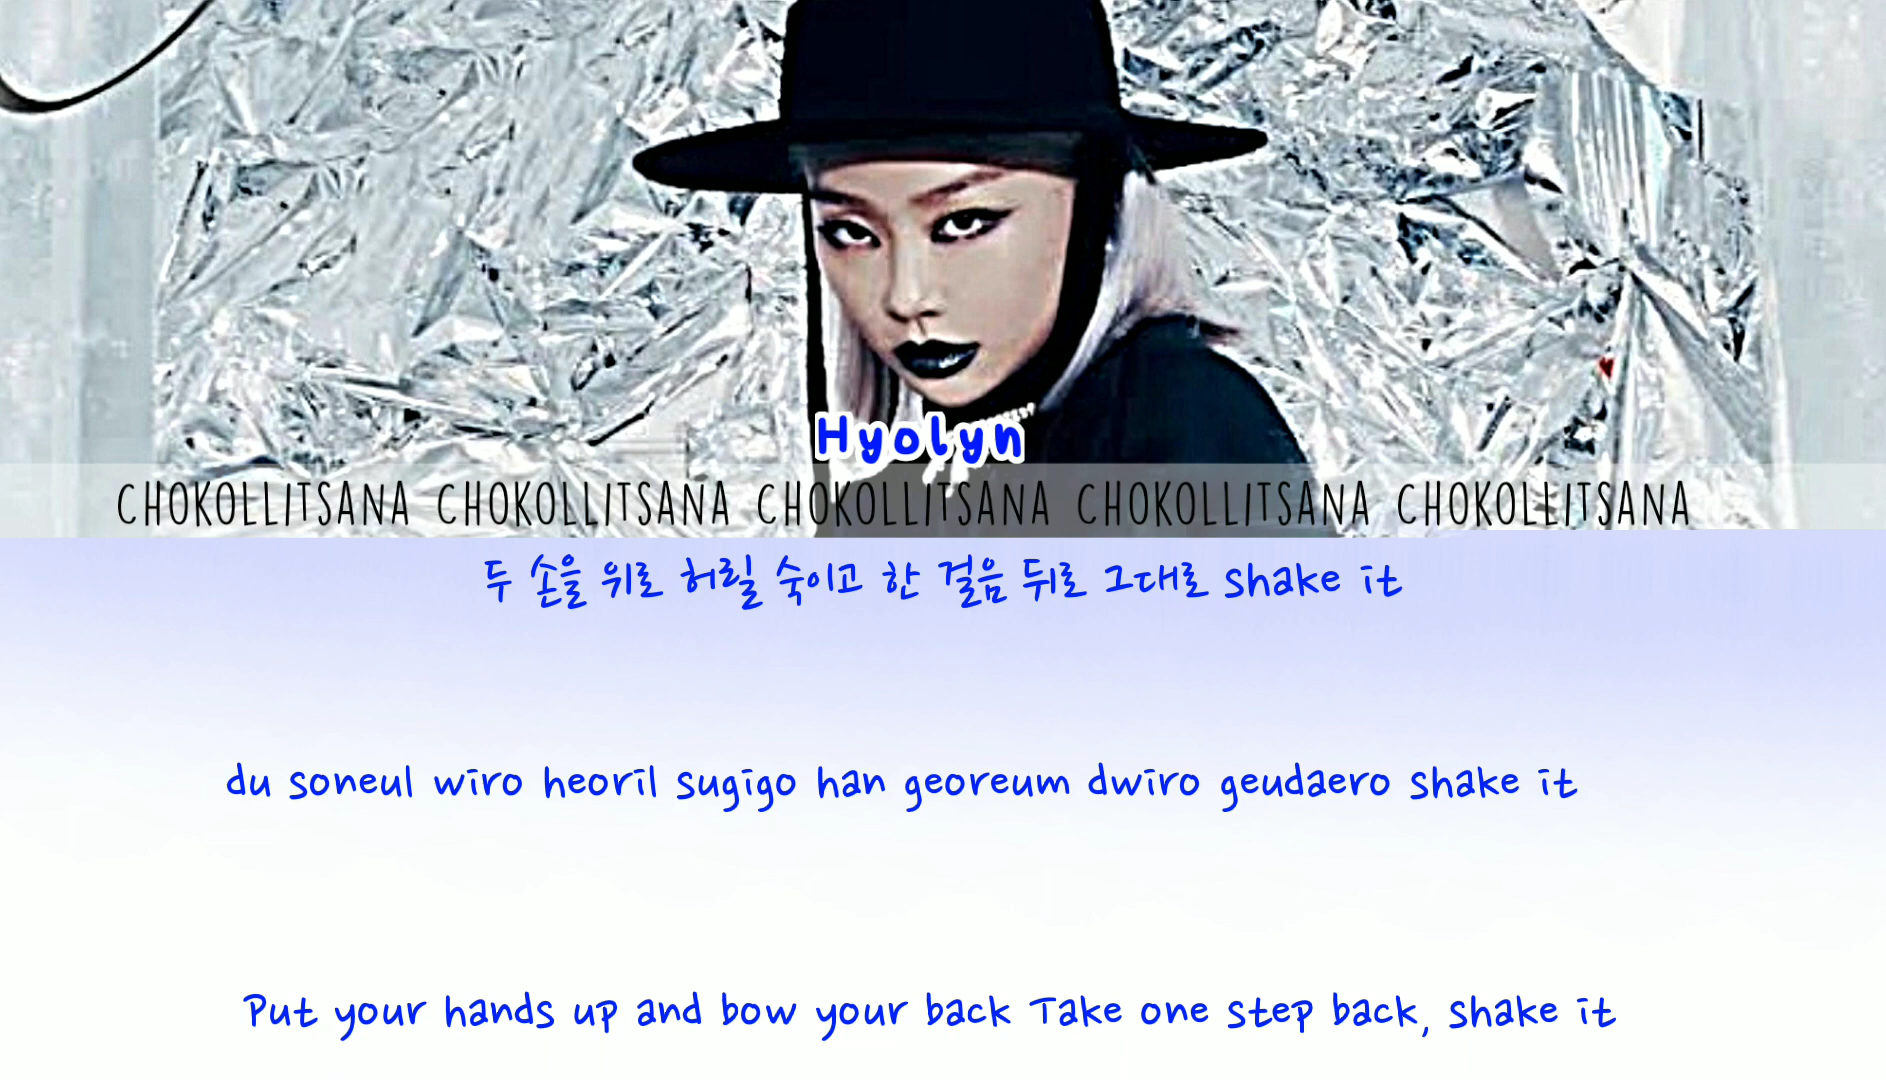 Hyolyn
CHOKOLLITSANA CHOKOLLITSANA CHOKOLLITSANA CHOKOLLITSANA CHOKOLLITSANA
두 손을 위로 허릴 숙이고 한 걸음 뒤로 그대로 shake it
du soneul wiro heoril sugigo han georeum dwiro geudaero shake it
Put your hands up and bow your back Take one step back, shake it